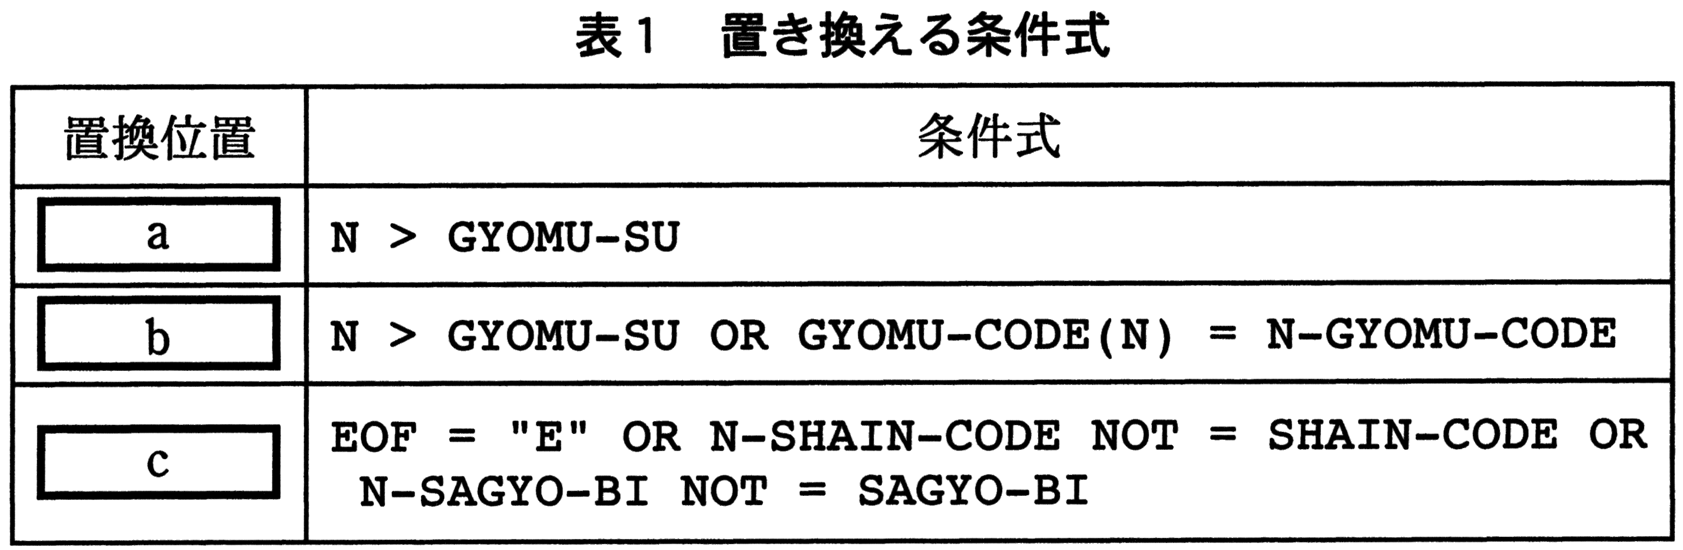 表1　置き換える条件式
置換位置 条件式
a N > GYOMU-SU
b N > GYOMU-SU OR GYOMU-CODE(N) = N-GYOMU-CODE
c EOF = "E" OR N-SHAIN-CODE NOT = SHAIN-CODE OR
N-SAGYO-BI NOT = SAGYO-BI